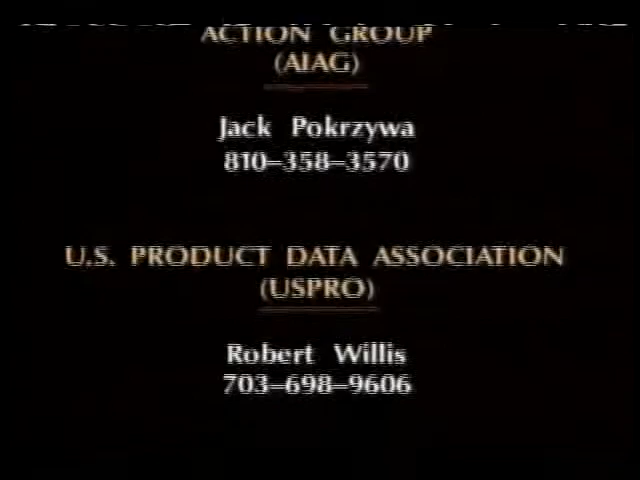 ACTION GROUP
(AIAG)
Jack Pokrzywa
810-358-3570
U.S. PRODUCT DATA ASSOCIATION
(USPRO)
Robert Willis
703-698-9606